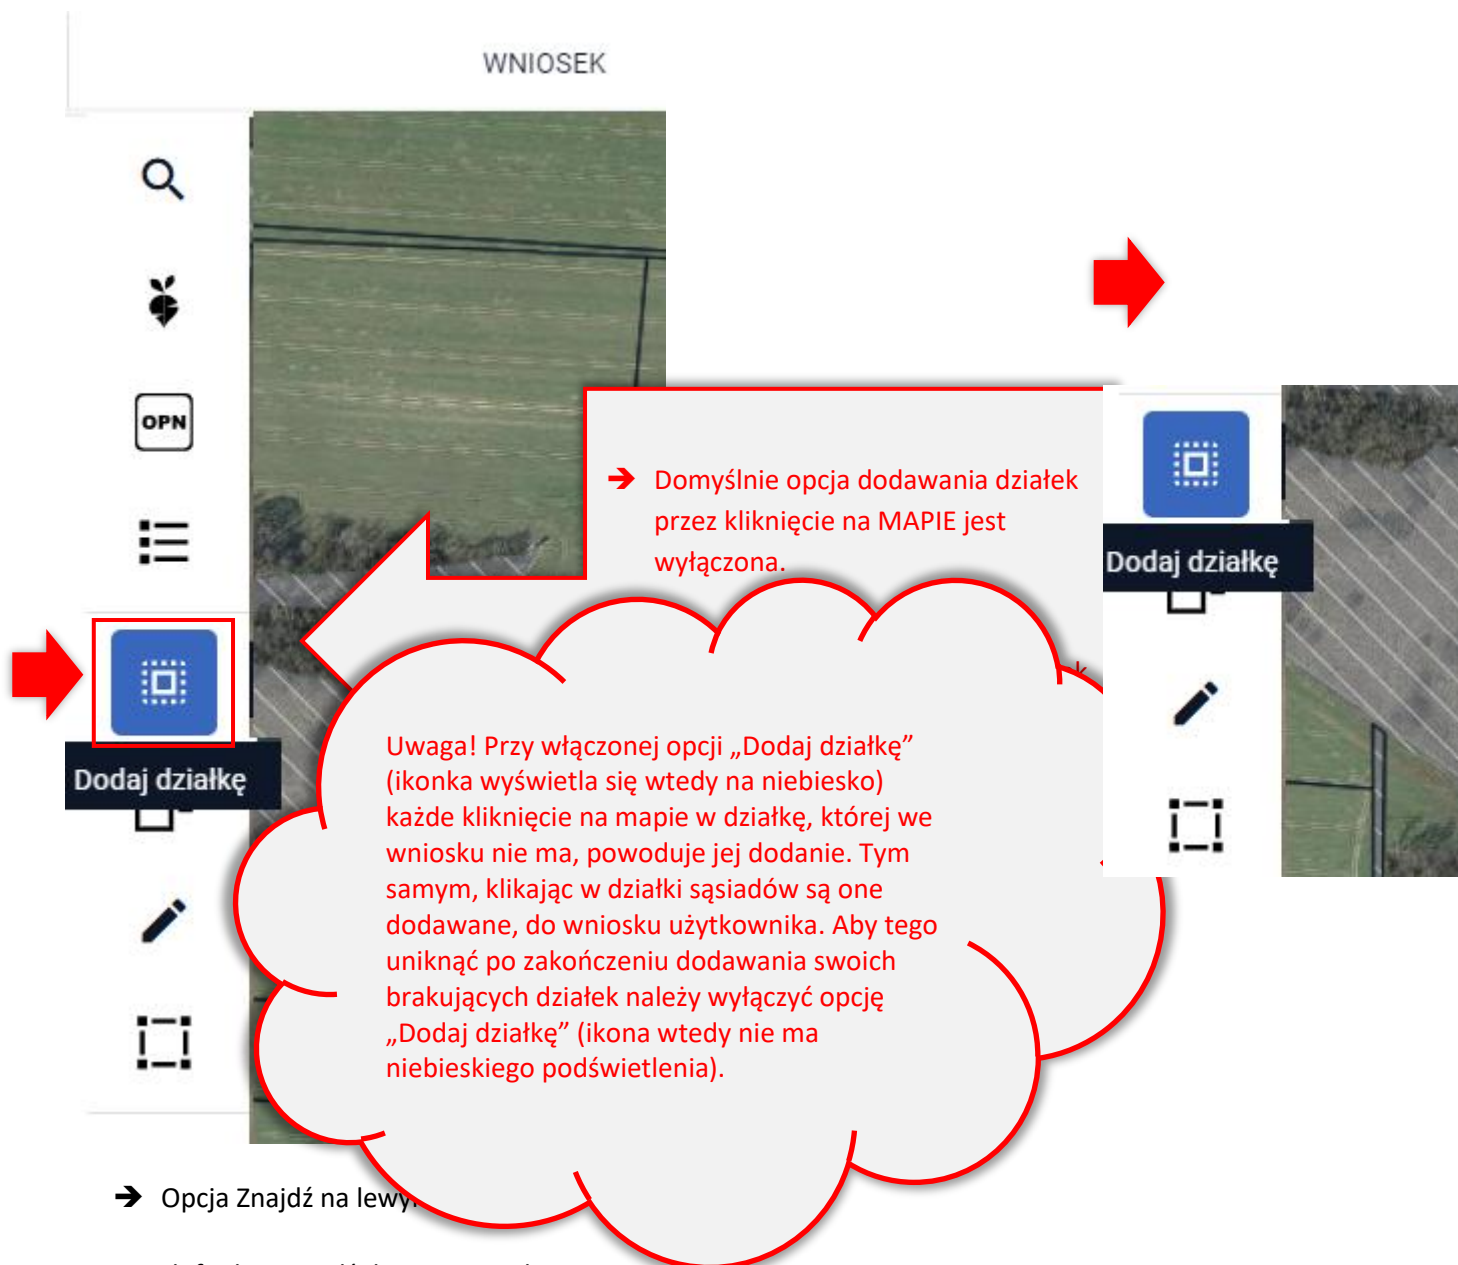 WNIOSEK
OPN
➔ Domyślnie opcja dodawania działek
przez kliknięcie na MAPIE jest
wyłączona.
Dodaj działkę
Dodaj działkę
Uwaga! Przy włączonej opcji „Dodaj działkę”
(ikonka wyświetla się wtedy na niebiesko)
każde kliknięcie na mapie w działkę, której we
wniosku nie ma, powoduje jej dodanie. Tym
samym, klikając w działki sąsiadów są one
dodawane, do wniosku użytkownika. Aby tego
uniknąć po zakończeniu dodawania swoich
brakujących działek należy wyłączyć opcję
„Dodaj działkę” (ikona wtedy nie ma
niebieskiego podświetlenia).
➔ Opcja Znajdź na